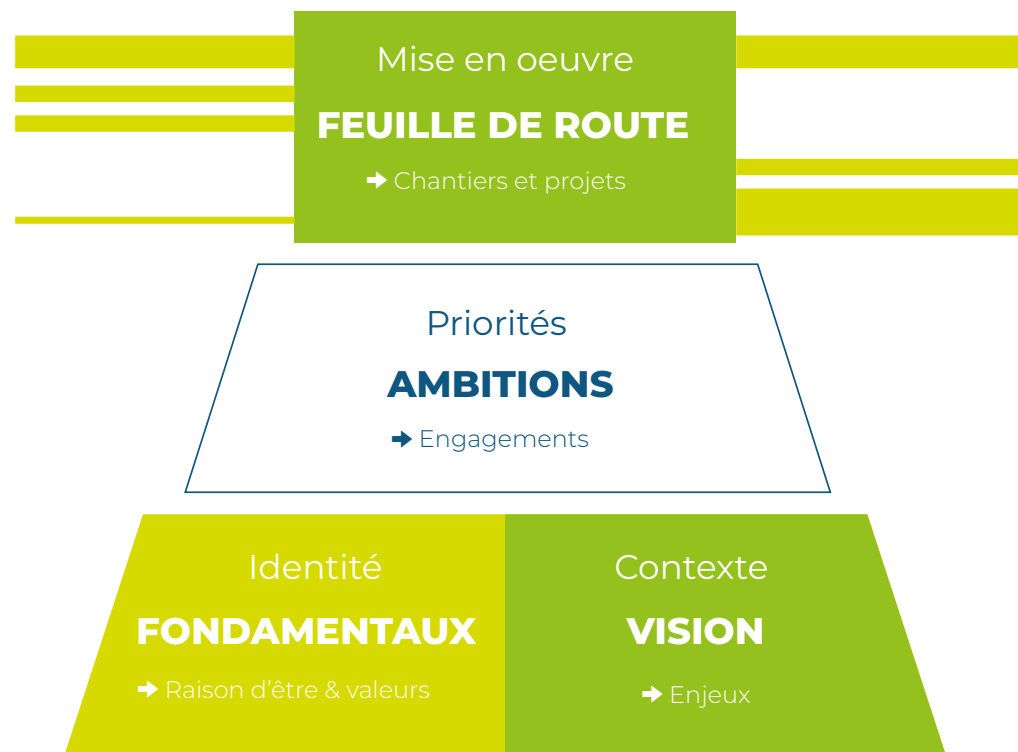 Mise en oeuvre
FEUILLE DE ROUTE
➜ Chantiers et projets
Priorités
AMBITIONS
➜ Engagements
Identité
FONDAMENTAUX
➜ Raison d'être & valeurs
Contexte
VISION
➜ Enjeux